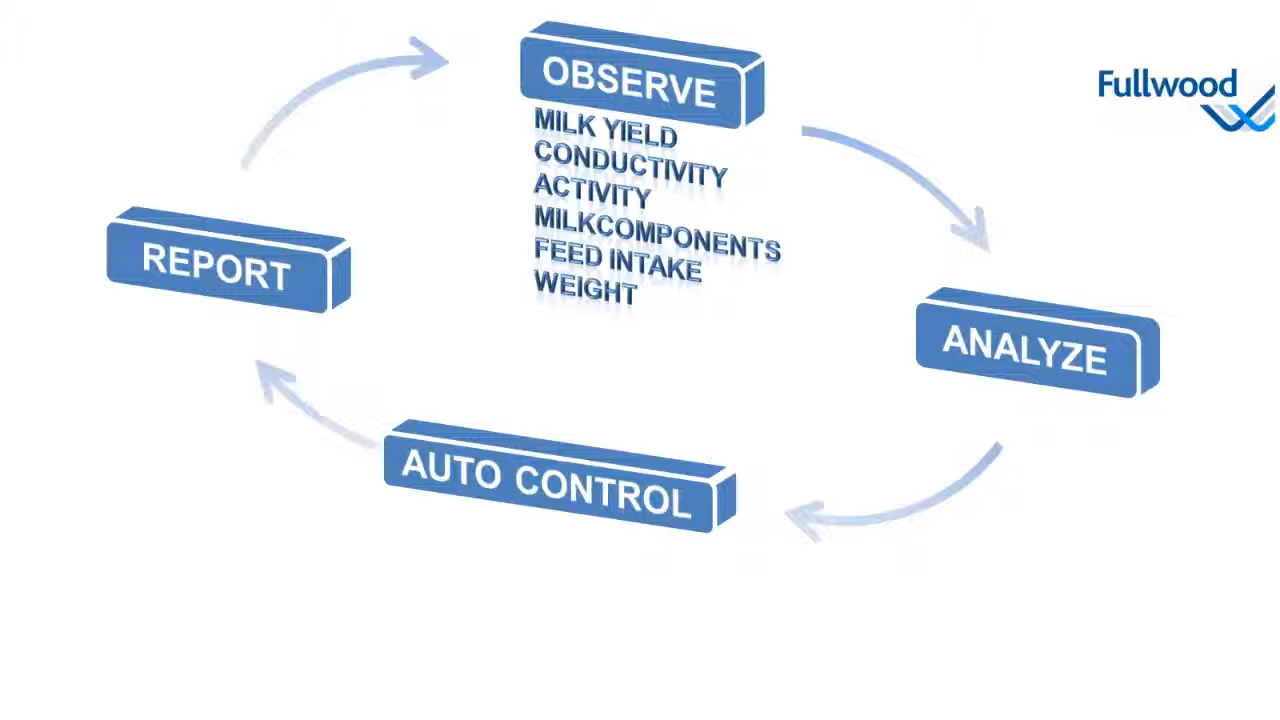 OBSERVE
MILK YIELD
CONDUCTIVITY
ACTIVITY
MILKCOMPONENTS
FEED INTAKE
WEIGHT
Fullwood
REPORT
ANALYZE
AUTO CONTROL